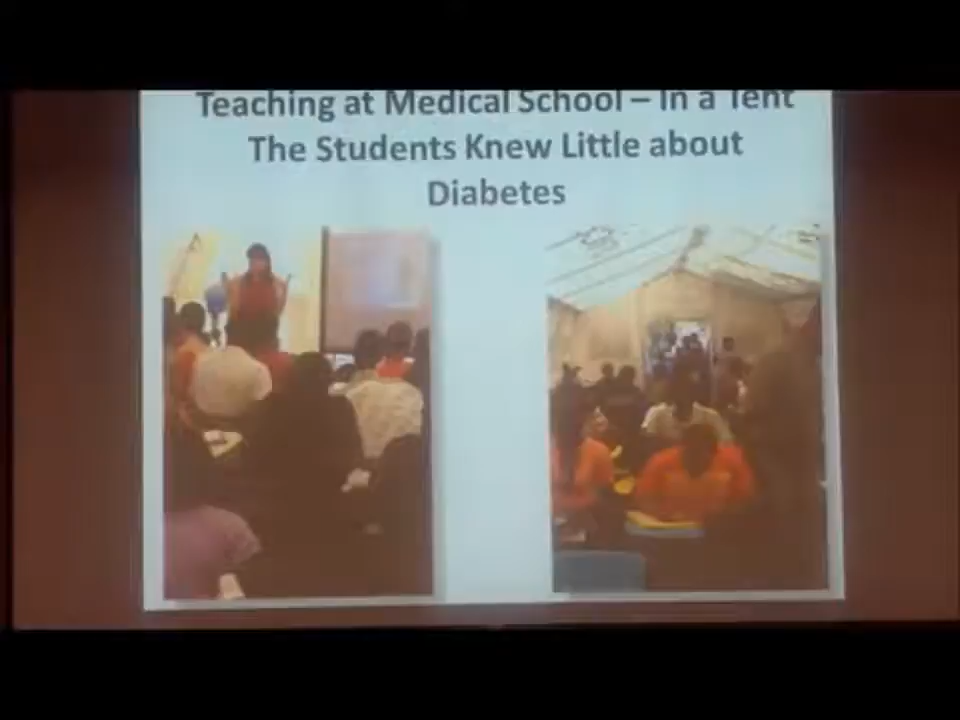 Teaching at Medical School – In a Tent
The Students Knew Little about
Diabetes